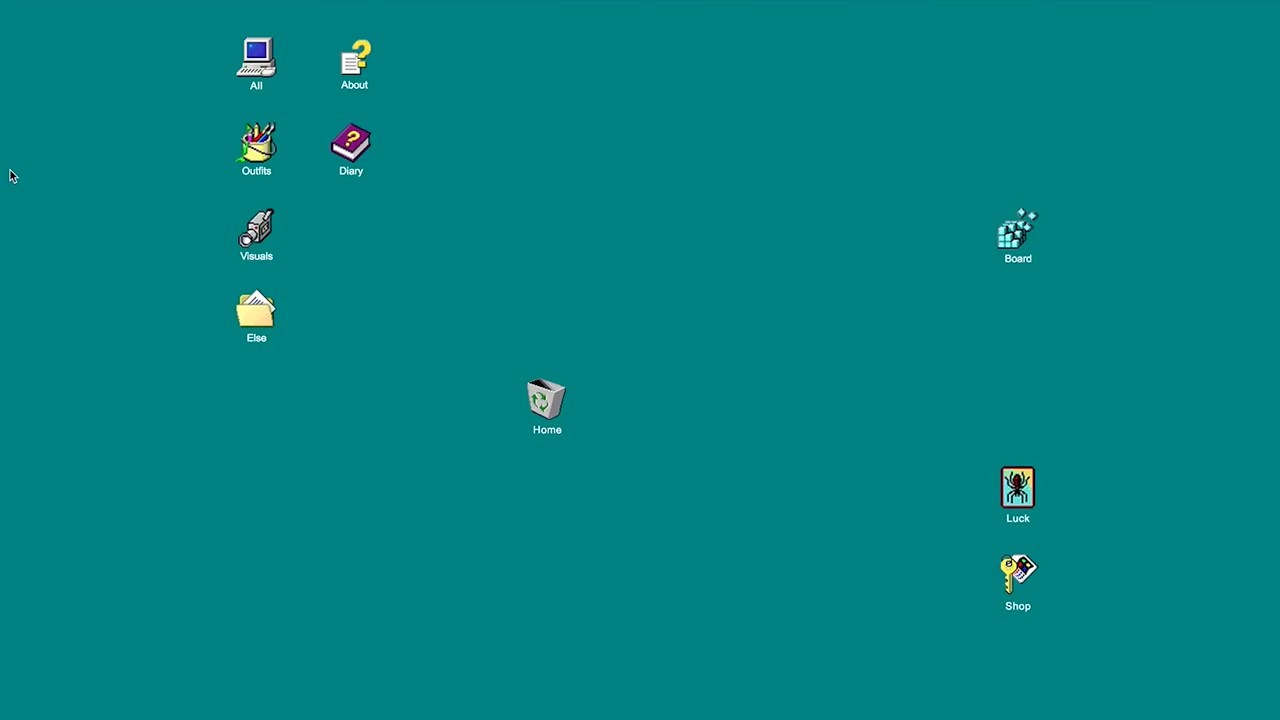 All
About
Outfits
Diary
Visuals
Board
Else
Home
Luck
Shop